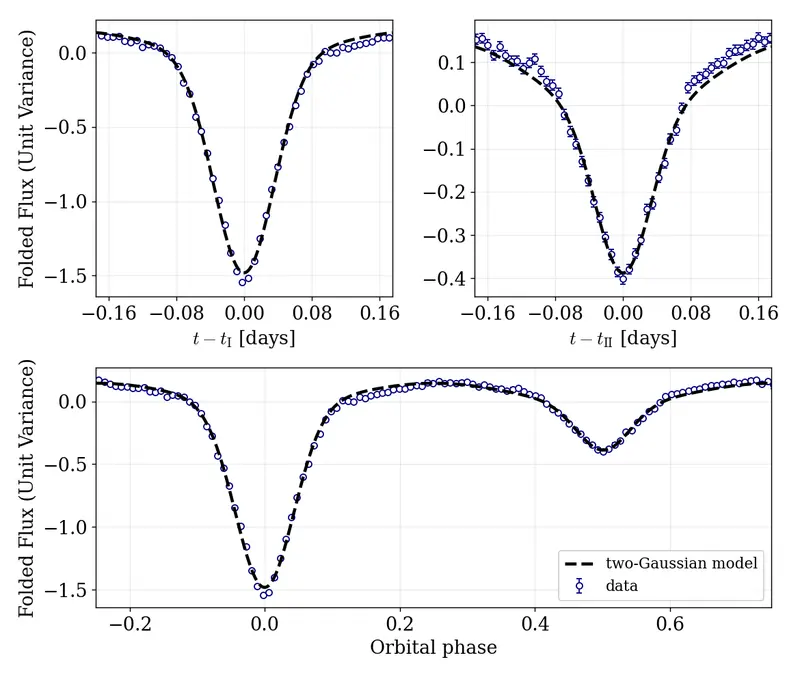 Folded Flux (Unit Variance)
0.0
−0.5
−1.0
−1.5
−0.16 −0.08 0.00 0.08 0.16
t − tI [days]
0.1
0.0
−0.1
−0.2
−0.3
−0.4
−0.16 −0.08 0.00 0.08 0.16
t − tII [days]
Folded Flux (Unit Variance)
0.0
−0.5
−1.0
−1.5
−0.2 0.0 0.2 0.4 0.6
Orbital phase
two-Gaussian model
data